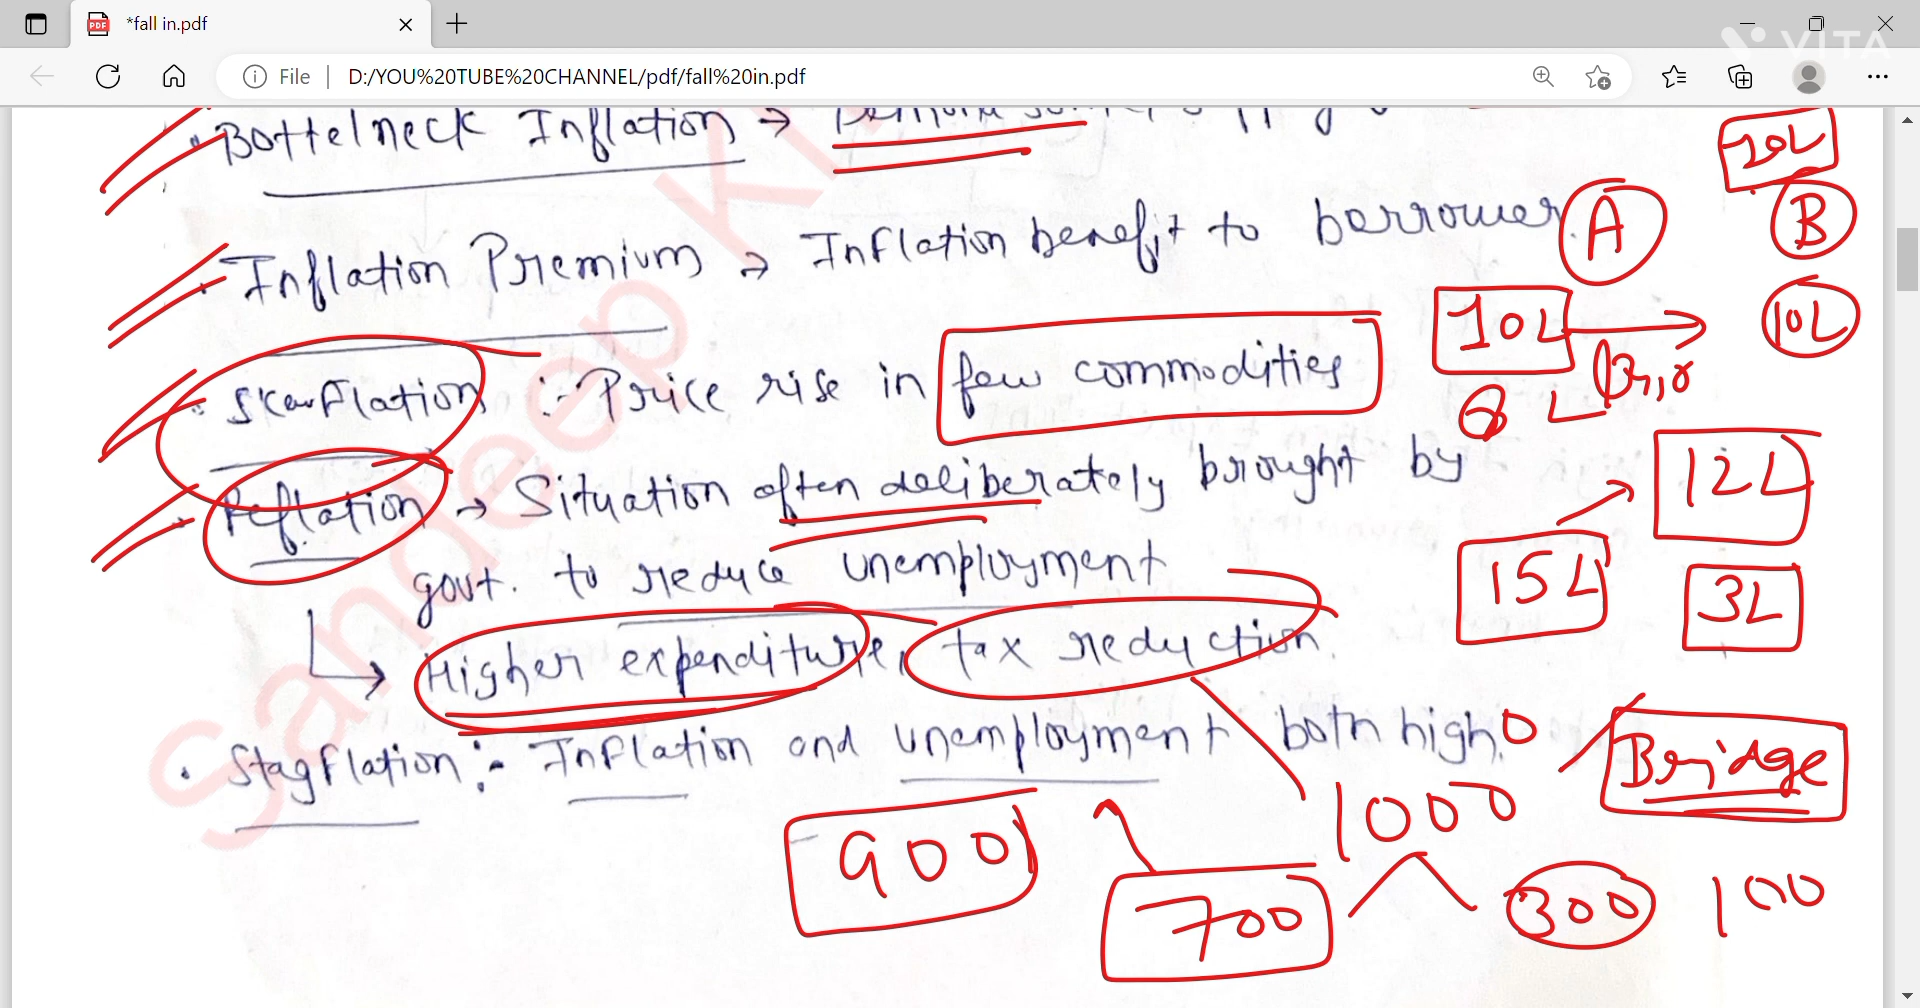 *fall in.pdf
VITA
File | D:/YOU%20TUBE%20CHANNEL/pdf/fall%20in.pdf
Bottelneck Inflation →
20L
Inflation Premium → Inflation benefit to borrower.
A
B
Skewflation :- Price rise in few commodities
10L
10L
Reflation → Situation often deliberately brought by
12L
govt. to reduce unemployment
15L
3L
Higher expenditure, tax reduction.
Stagflation :- Inflation and unemployment both high.
Bridge
1000
900
700
300
100
Sandeep